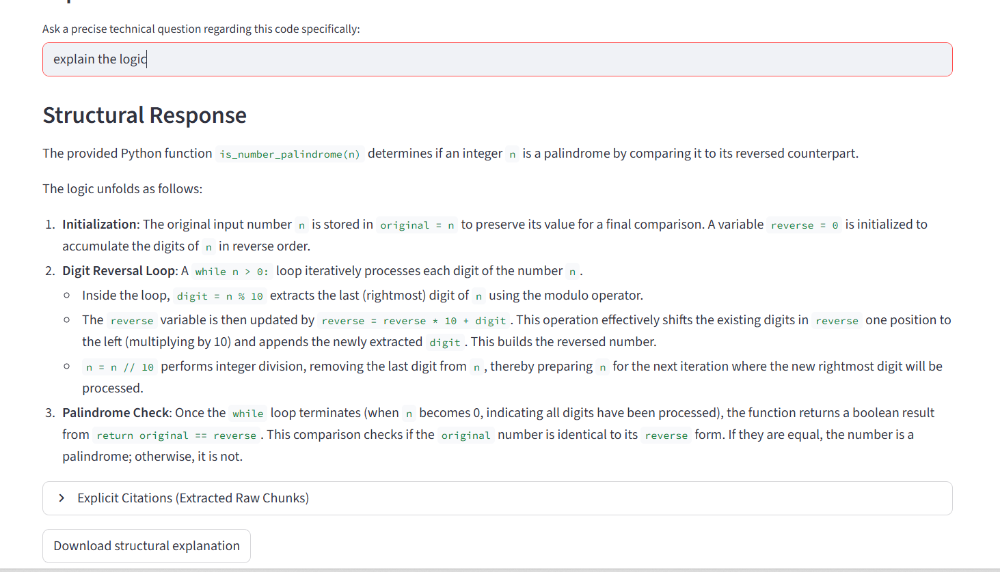 Ask a precise technical question regarding this code specifically:
explain the logic
Structural Response
The provided Python function is_number_palindrome(n) determines if an integer n is a palindrome by comparing it to its reversed counterpart.
The logic unfolds as follows:
1. Initialization: The original input number n is stored in original = n to preserve its value for a final comparison. A variable reverse = 0 is initialized to
accumulate the digits of n in reverse order.
2. Digit Reversal Loop: A while n > 0: loop iteratively processes each digit of the number n .
○ Inside the loop, digit = n % 10 extracts the last (rightmost) digit of n using the modulo operator.
○ The reverse variable is then updated by reverse = reverse * 10 + digit . This operation effectively shifts the existing digits in reverse one position to
the left (multiplying by 10) and appends the newly extracted digit . This builds the reversed number.
○ n = n // 10 performs integer division, removing the last digit from n , thereby preparing n for the next iteration where the new rightmost digit will be
processed.
3. Palindrome Check: Once the while loop terminates (when n becomes 0, indicating all digits have been processed), the function returns a boolean result
from return original == reverse . This comparison checks if the original number is identical to its reverse form. If they are equal, the number is a
palindrome; otherwise, it is not.
Explicit Citations (Extracted Raw Chunks)
Download structural explanation